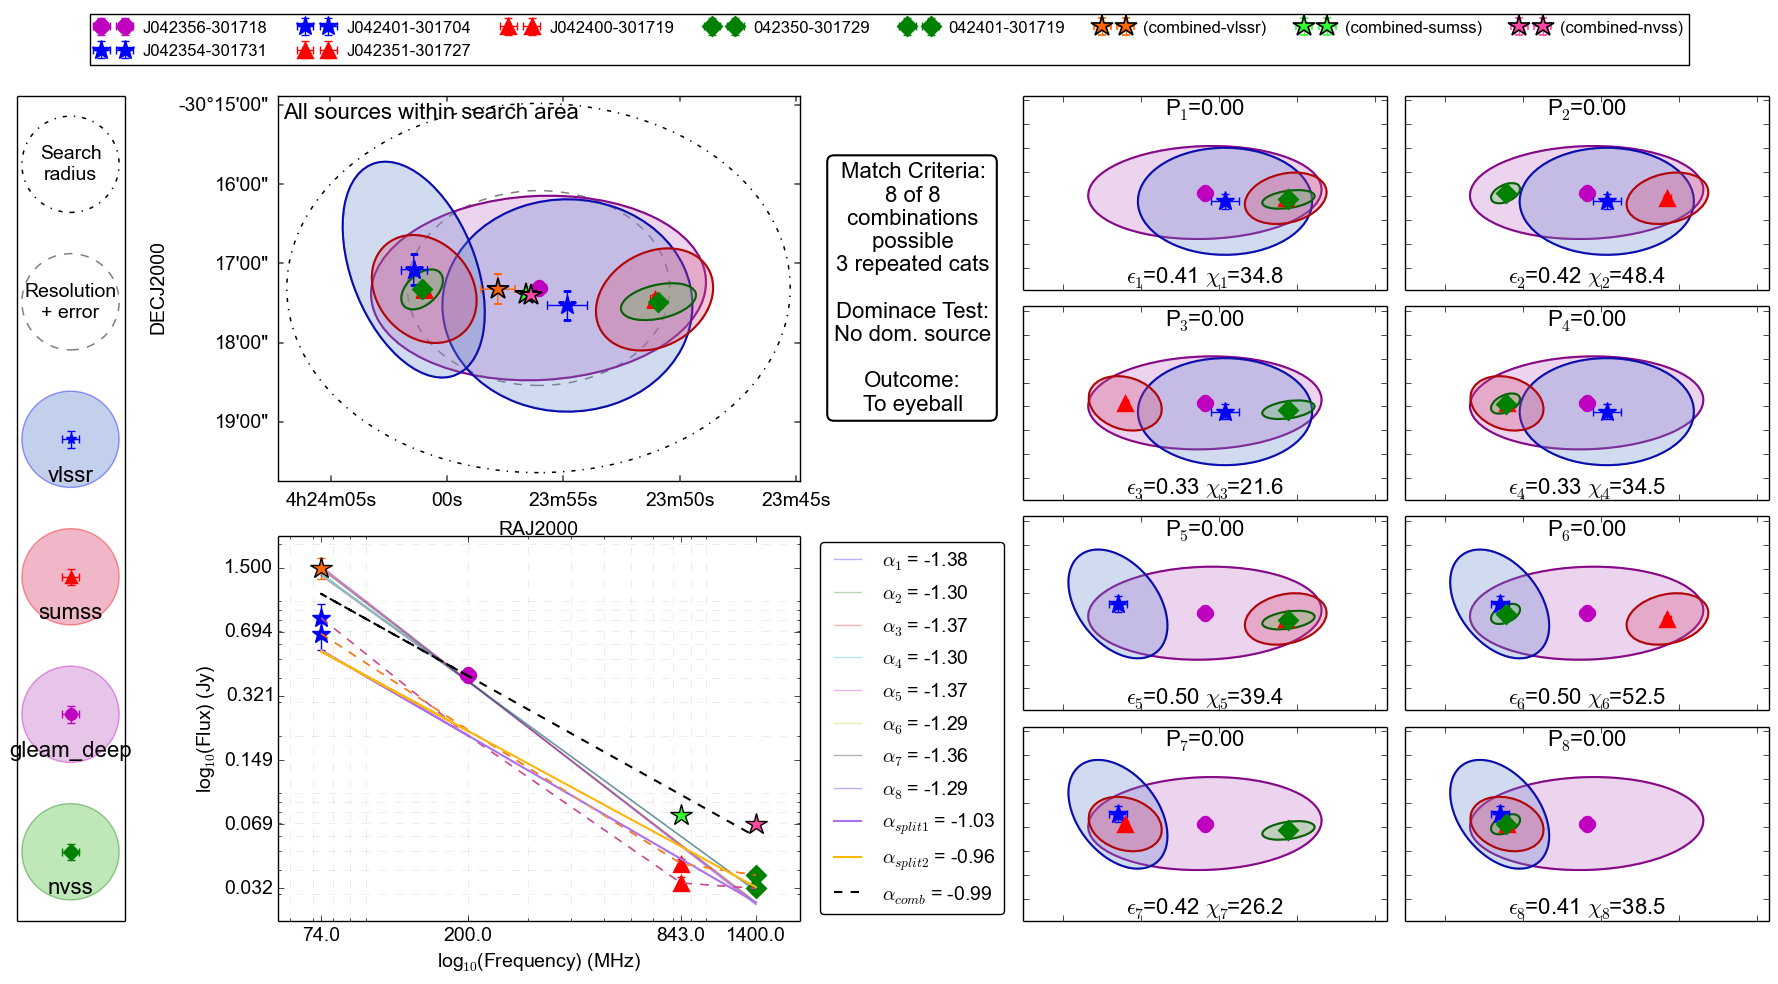 J042356-301718 J042401-301704 J042400-301719 042350-301729 042401-301719 (combined-vlssr) (combined-sumss) (combined-nvss)
J042354-301731 J042351-301727
Search
radius
Resolution
+ error
vlssr
sumss
gleam_deep
nvss
All sources within search area
-30°15'00"
16'00"
17'00"
18'00"
19'00"
DECJ2000
4h24m05s 00s 23m55s 23m50s 23m45s
RAJ2000
Match Criteria:
8 of 8
combinations
possible
3 repeated cats
Dominace Test:
No dom. source
Outcome:
To eyeball
1.500
0.694
0.321
0.149
0.069
0.032
log10(Flux) (Jy)
74.0 200.0 843.0 1400.0
log10(Frequency) (MHz)
α1 = -1.38
α2 = -1.30
α3 = -1.37
α4 = -1.30
α5 = -1.37
α6 = -1.29
α7 = -1.36
α8 = -1.29
αsplit1 = -1.03
αsplit2 = -0.96
αcomb = -0.99
P1=0.00
ϵ1=0.41 χ1=34.8
P2=0.00
ϵ2=0.42 χ2=48.4
P3=0.00
ϵ3=0.33 χ3=21.6
P4=0.00
ϵ4=0.33 χ4=34.5
P5=0.00
ϵ5=0.50 χ5=39.4
P6=0.00
ϵ6=0.50 χ6=52.5
P7=0.00
ϵ7=0.42 χ7=26.2
P8=0.00
ϵ8=0.41 χ8=38.5